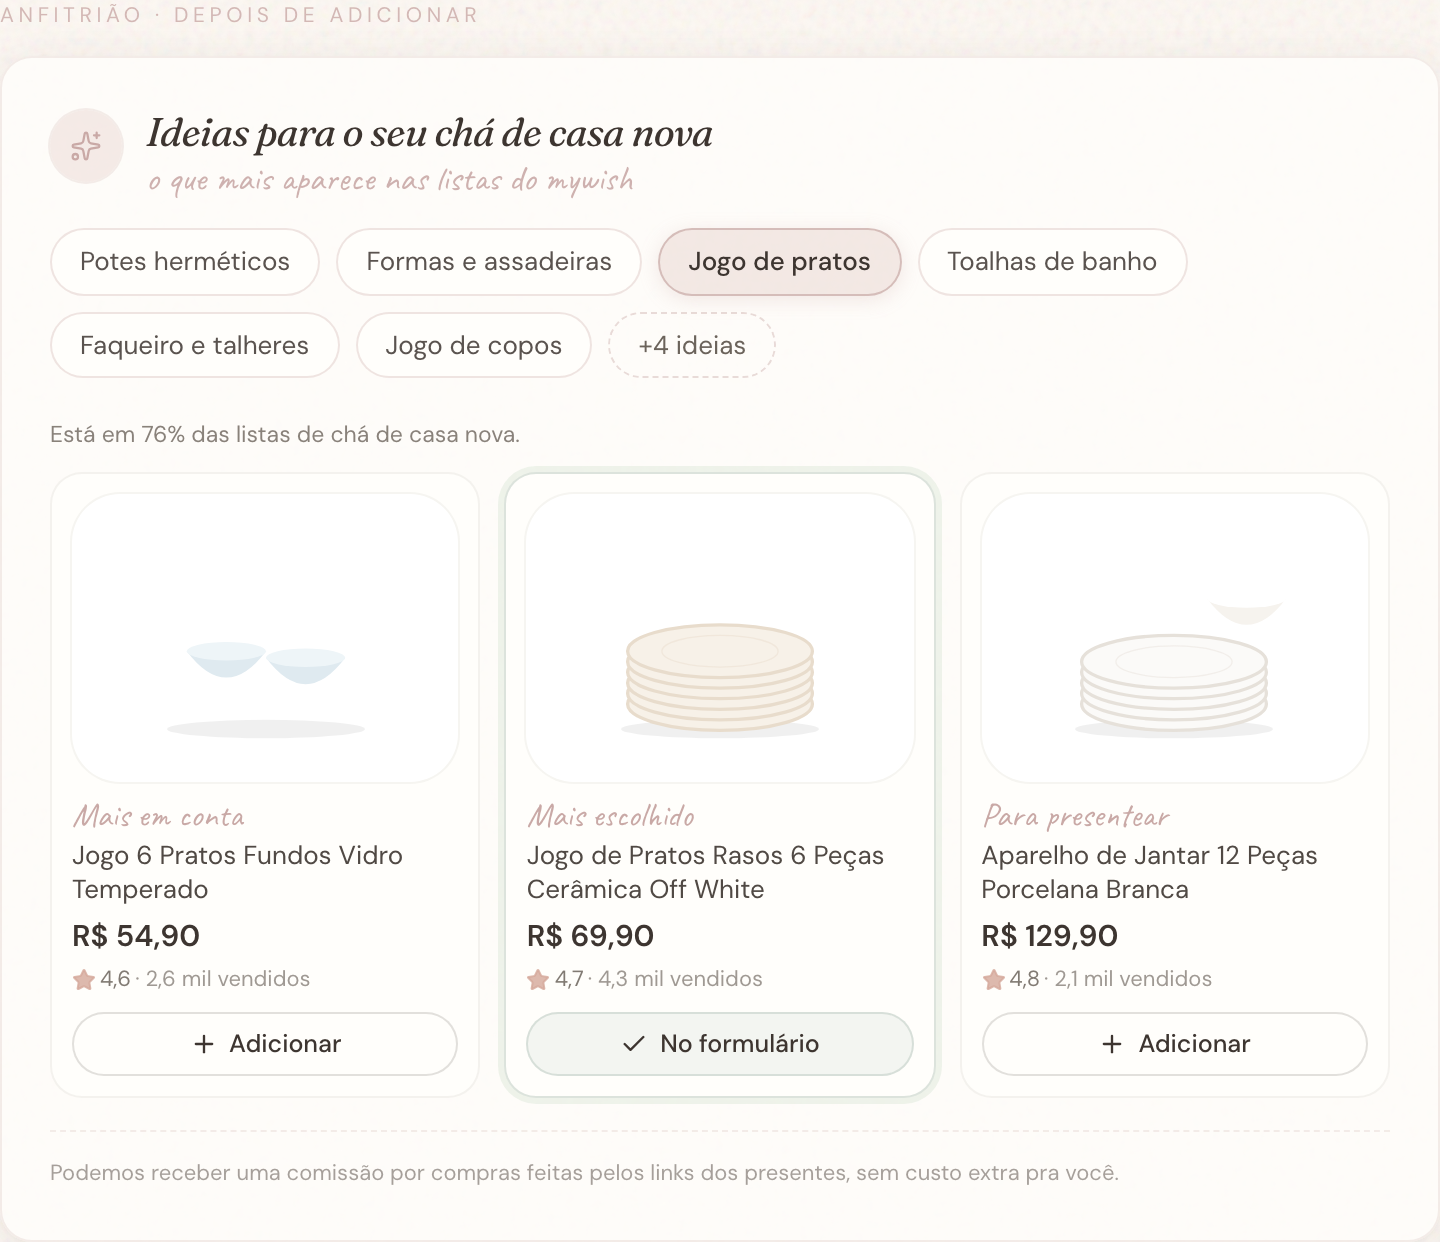 ANFITRIÃO · DEPOIS DE ADICIONAR
Ideias para o seu chá de casa nova
o que mais aparece nas listas do mywish
Potes herméticos
Formas e assadeiras
Jogo de pratos
Toalhas de banho
Faqueiro e talheres
Jogo de copos
+4 ideias
Está em 76% das listas de chá de casa nova.
Mais em conta
Jogo 6 Pratos Fundos Vidro
Temperado
R$ 54,90
4,6 · 2,6 mil vendidos
+ Adicionar
Mais escolhido
Jogo de Pratos Rasos 6 Peças
Cerâmica Off White
R$ 69,90
4,7 · 4,3 mil vendidos
No formulário
Para presentear
Aparelho de Jantar 12 Peças
Porcelana Branca
R$ 129,90
4,8 · 2,1 mil vendidos
+ Adicionar
Podemos receber uma comissão por compras feitas pelos links dos presentes, sem custo extra pra você.